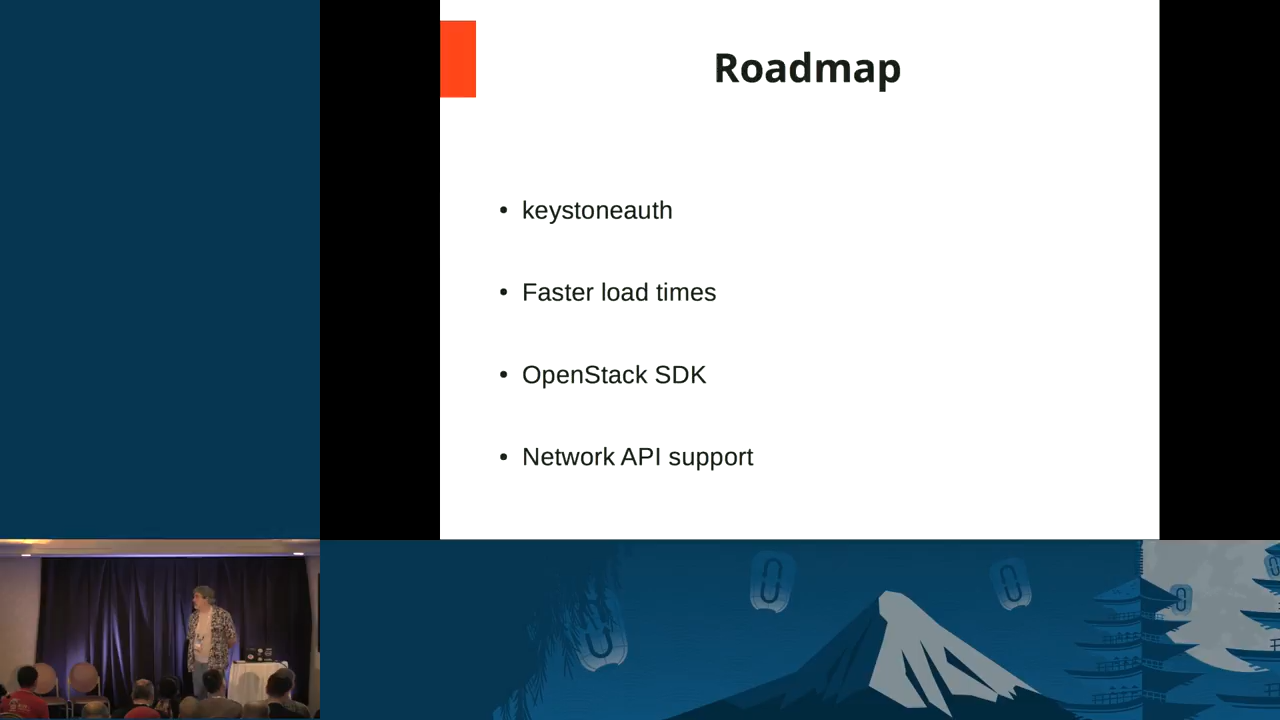 Roadmap
• keystoneauth
• Faster load times
• OpenStack SDK
• Network API support